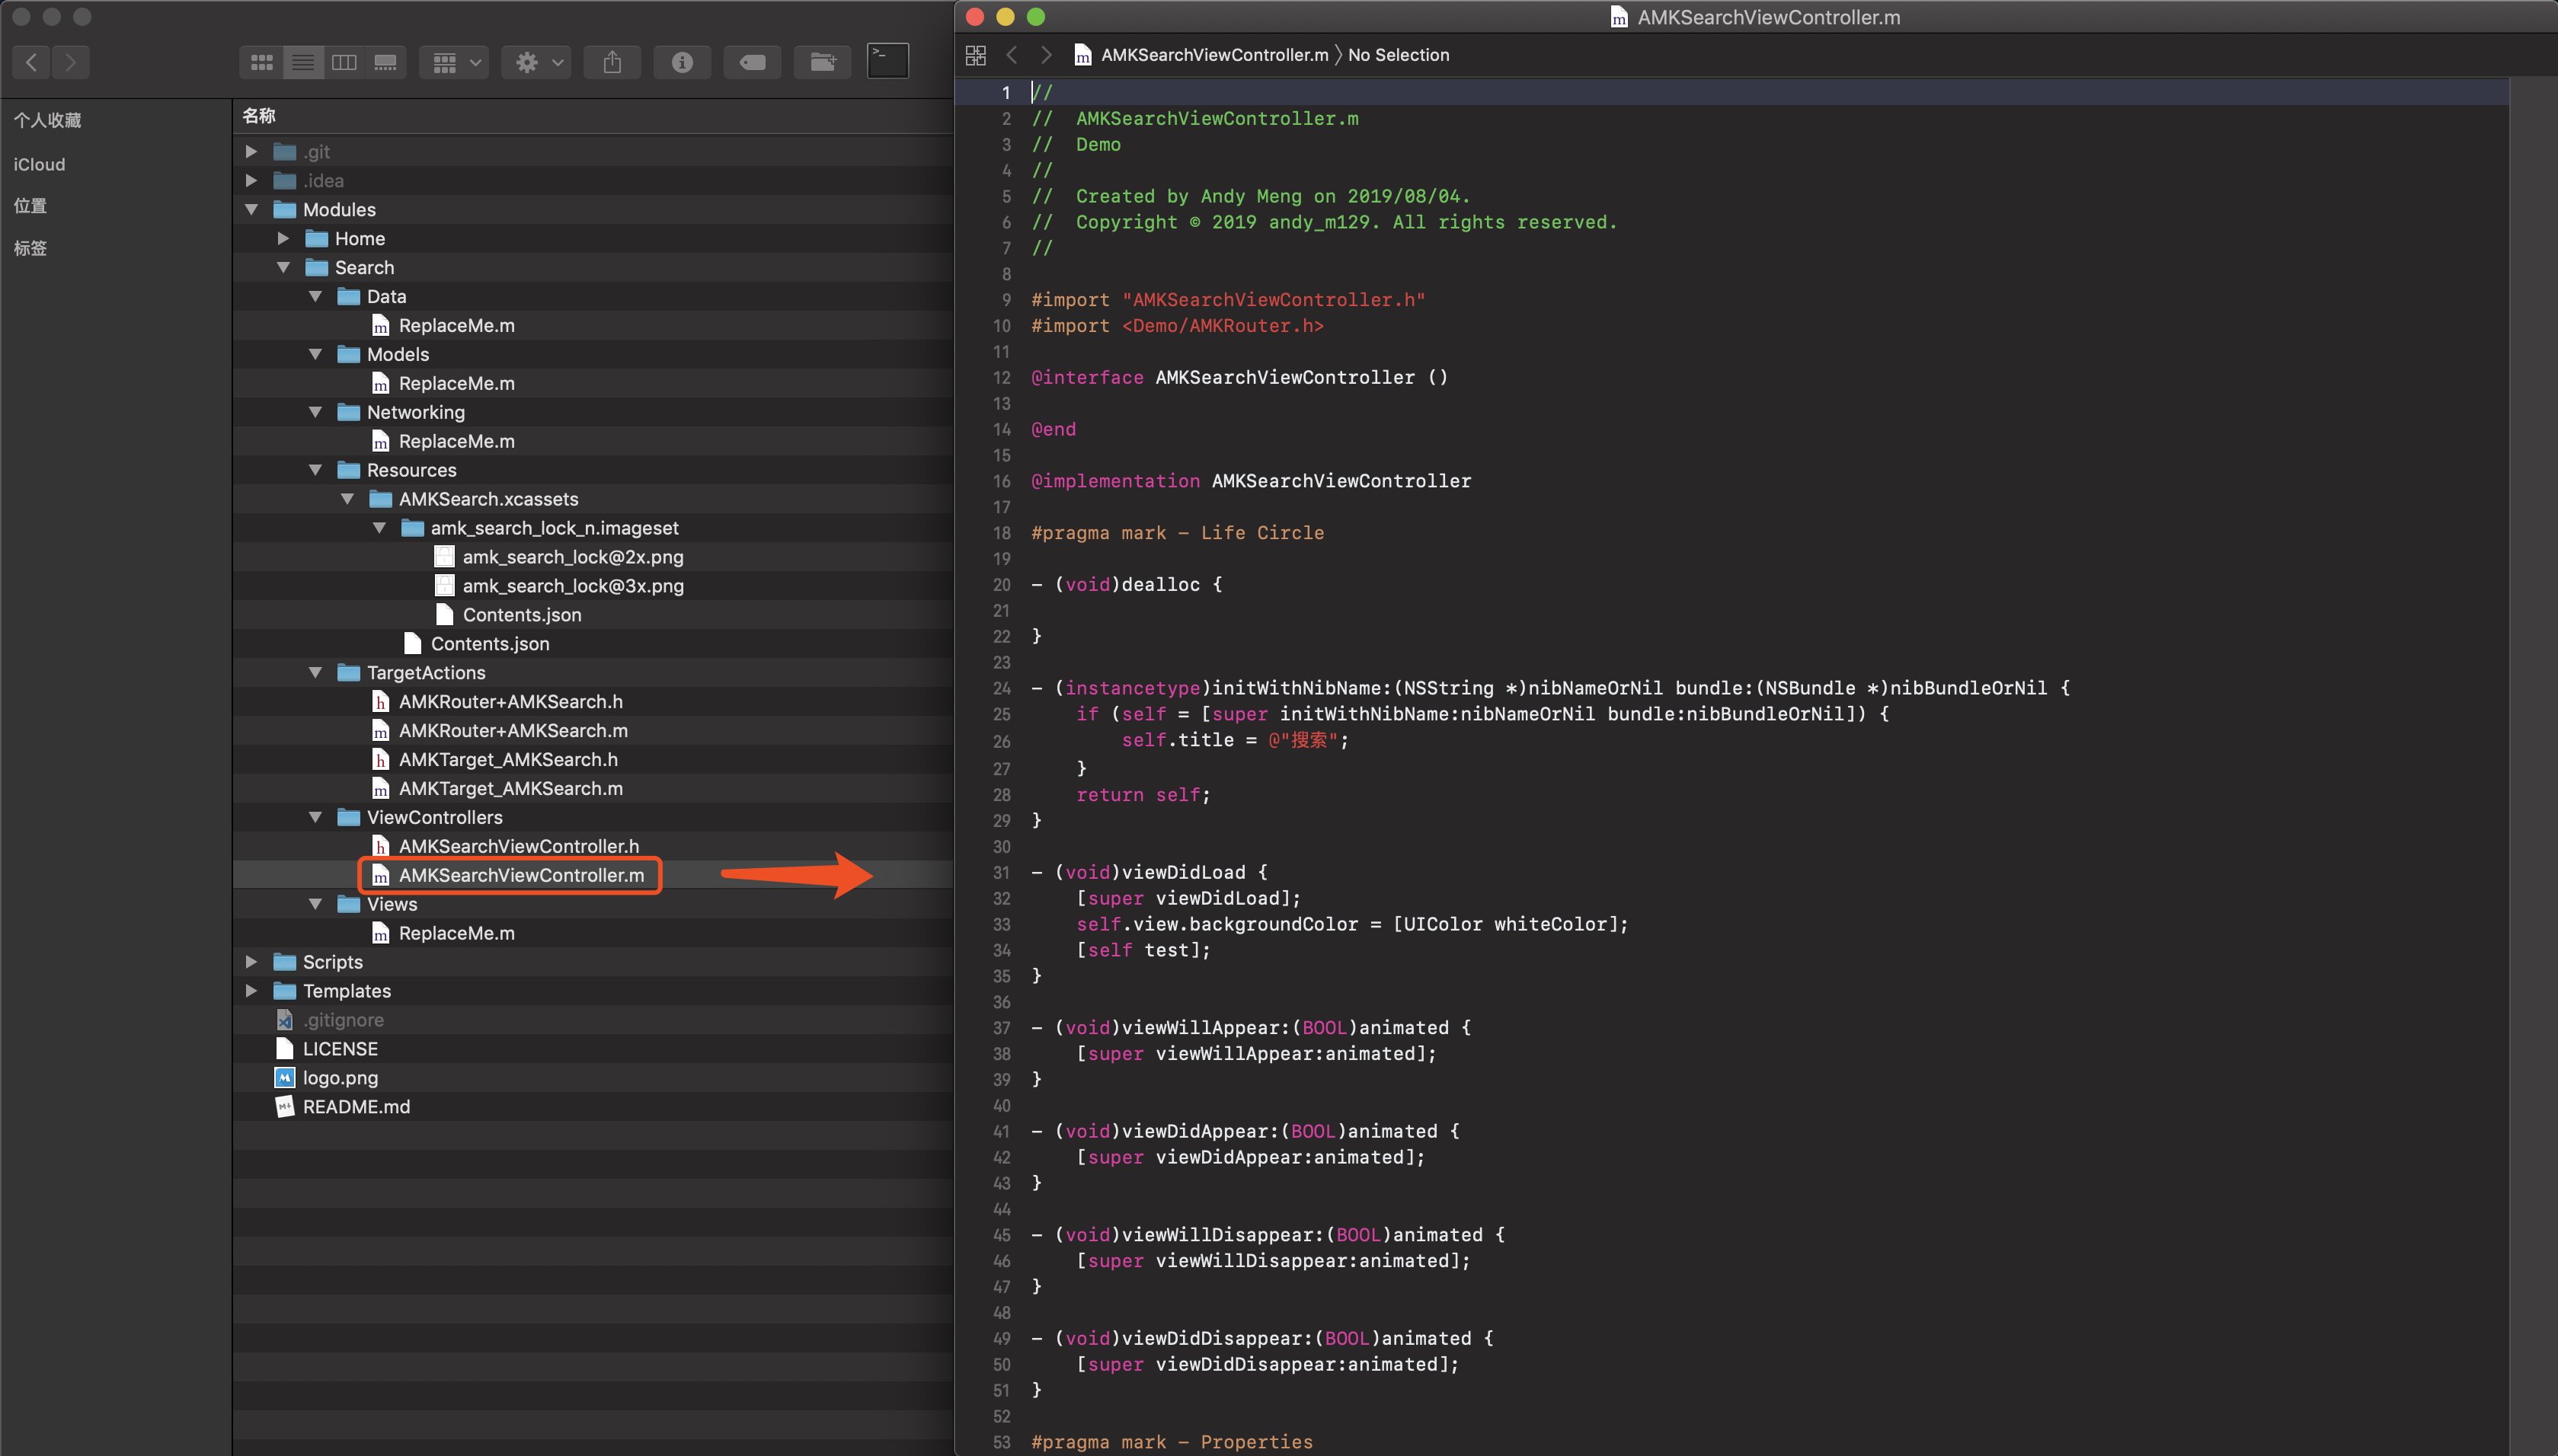 个人收藏
iCloud
位置
标签
名称
.git
.idea
Modules
Home
Search
Data
ReplaceMe.m
Models
ReplaceMe.m
Networking
ReplaceMe.m
Resources
AMKSearch.xcassets
amk_search_lock_n.imageset
amk_search_lock@2x.png
amk_search_lock@3x.png
Contents.json
Contents.json
TargetActions
AMKRouter+AMKSearch.h
AMKRouter+AMKSearch.m
AMKTarget_AMKSearch.h
AMKTarget_AMKSearch.m
ViewControllers
AMKSearchViewController.h
AMKSearchViewController.m
Views
ReplaceMe.m
Scripts
Templates
.gitignore
LICENSE
logo.png
README.md
AMKSearchViewController.m
AMKSearchViewController.m 〉No Selection
1 //
2 //  AMKSearchViewController.m
3 //  Demo
4 //
5 //  Created by Andy Meng on 2019/08/04.
6 //  Copyright © 2019 andy_m129. All rights reserved.
7 //
8
9 #import "AMKSearchViewController.h"
10 #import <Demo/AMKRouter.h>
11
12 @interface AMKSearchViewController ()
13
14 @end
15
16 @implementation AMKSearchViewController
17
18 #pragma mark - Life Circle
19
20 - (void)dealloc {
21
22 }
23
24 - (instancetype)initWithNibName:(NSString *)nibNameOrNil bundle:(NSBundle *)nibBundleOrNil {
25     if (self = [super initWithNibName:nibNameOrNil bundle:nibBundleOrNil]) {
26         self.title = @"搜索";
27     }
28     return self;
29 }
30
31 - (void)viewDidLoad {
32     [super viewDidLoad];
33     self.view.backgroundColor = [UIColor whiteColor];
34     [self test];
35 }
36
37 - (void)viewWillAppear:(BOOL)animated {
38     [super viewWillAppear:animated];
39 }
40
41 - (void)viewDidAppear:(BOOL)animated {
42     [super viewDidAppear:animated];
43 }
44
45 - (void)viewWillDisappear:(BOOL)animated {
46     [super viewWillDisappear:animated];
47 }
48
49 - (void)viewDidDisappear:(BOOL)animated {
50     [super viewDidDisappear:animated];
51 }
52
53 #pragma mark - Properties